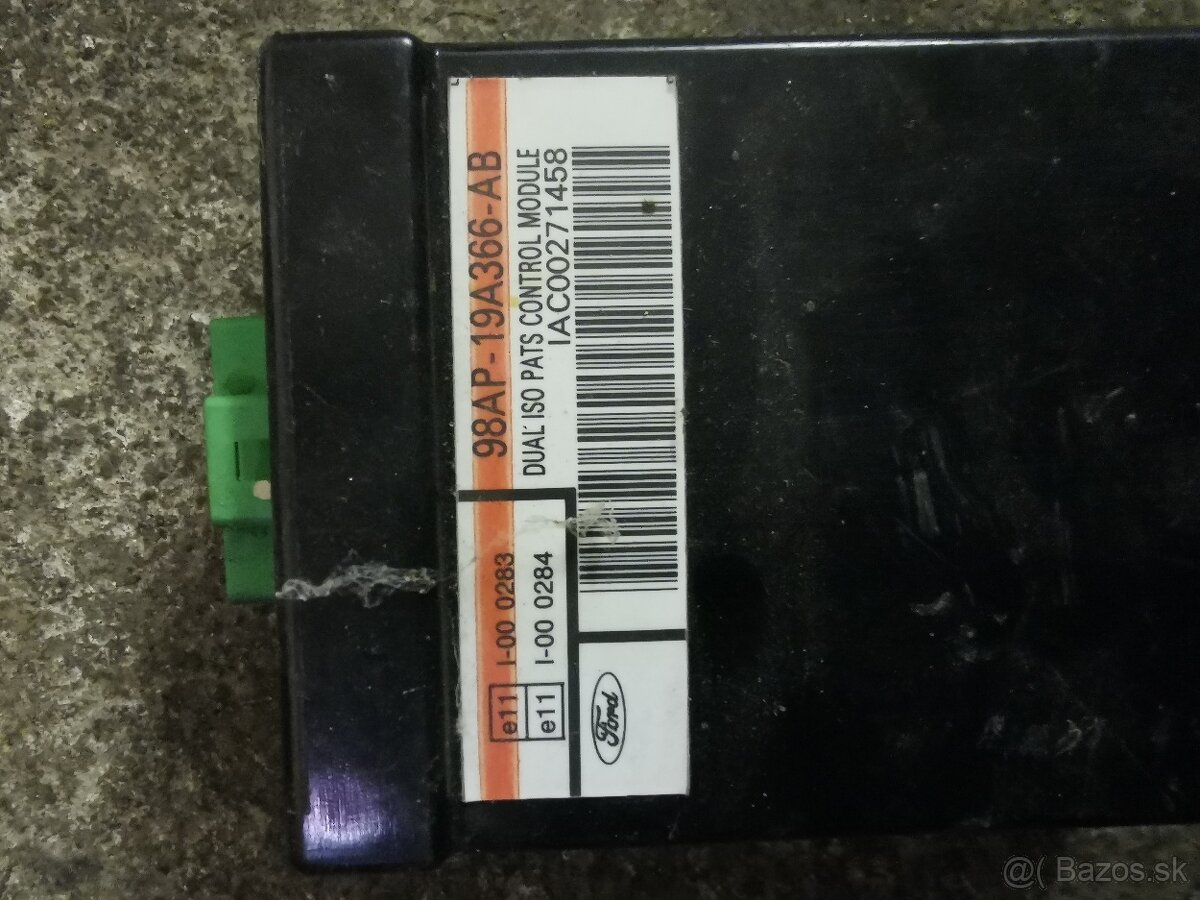 98AP-19A366-AB
DUAL ISO PATS CONTROL MODULE
IAC00271458
e11 I-00 0283
e11 I-00 0284
Ford
@( Bazos.sk